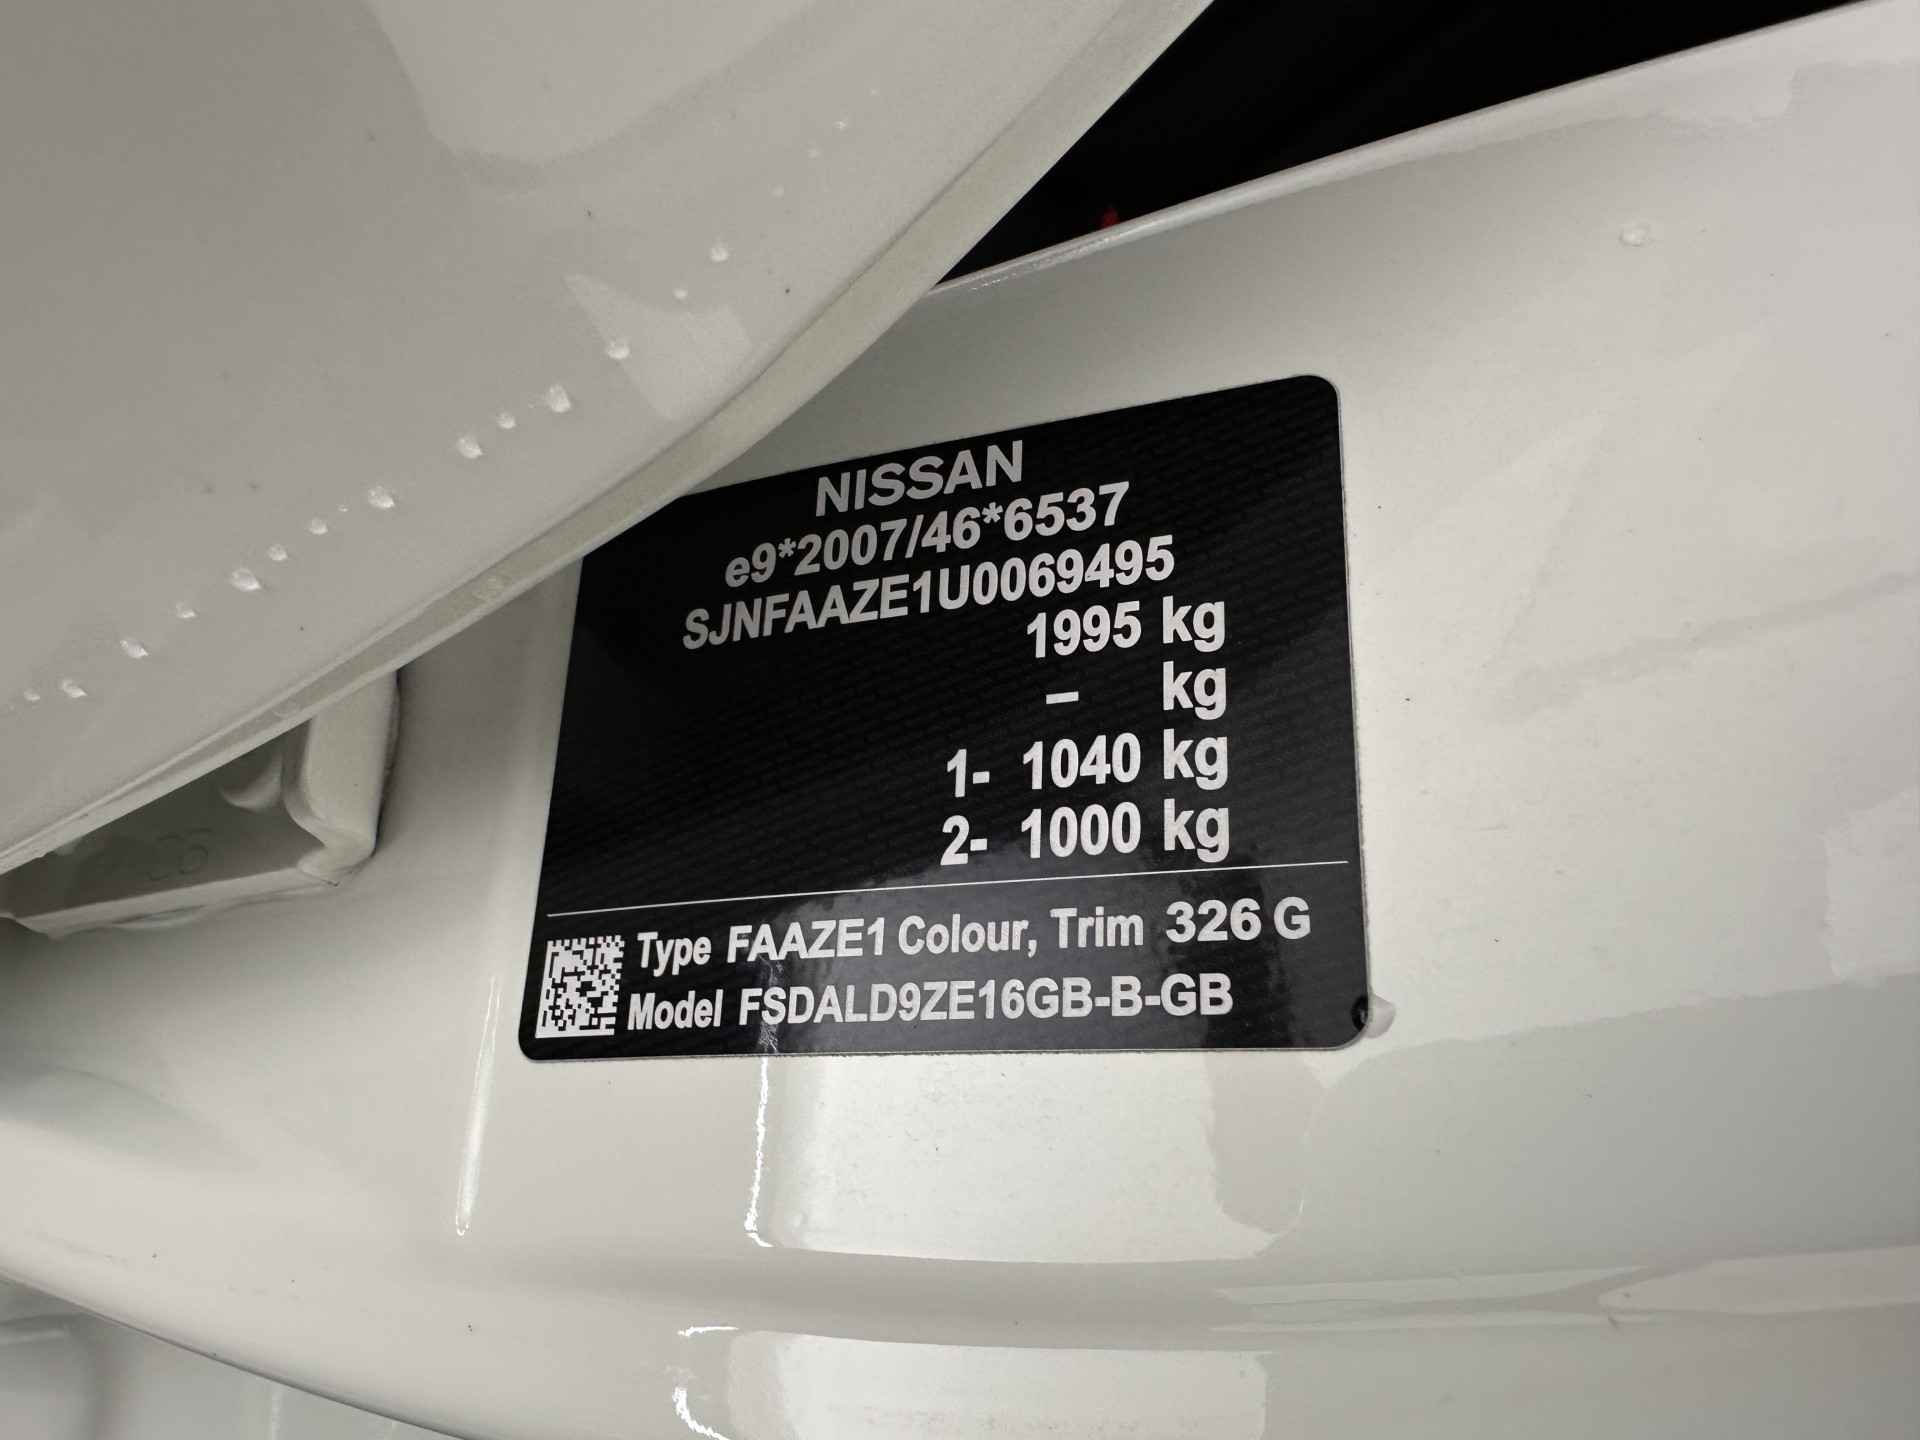 NISSAN
e9*2007/46*6537
SJNFAAZE1U0069495
1995 kg
– kg
1- 1040 kg
2- 1000 kg
Type FAAZE1 Colour, Trim 326 G
Model FSDALD9ZE16GB-B-GB